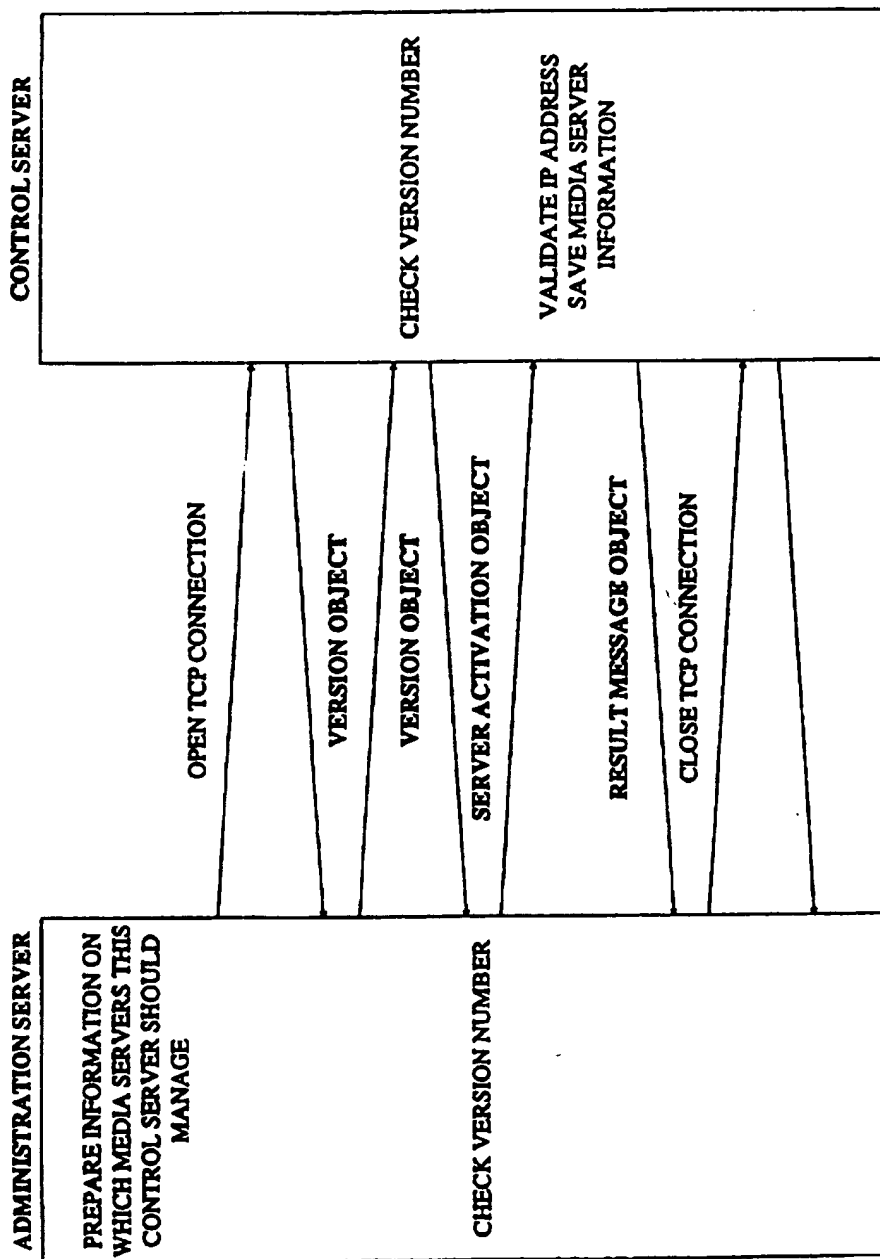 ADMINISTRATION SERVER
CONTROL SERVER
PREPARE INFORMATION ON
WHICH MEDIA SERVERS THIS
CONTROL SERVER SHOULD
MANAGE
OPEN TCP CONNECTION
VERSION OBJECT
VERSION OBJECT
CHECK VERSION NUMBER
CHECK VERSION NUMBER
SERVER ACTIVATION OBJECT
VALIDATE IP ADDRESS
SAVE MEDIA SERVER
INFORMATION
RESULT MESSAGE OBJECT
CLOSE TCP CONNECTION